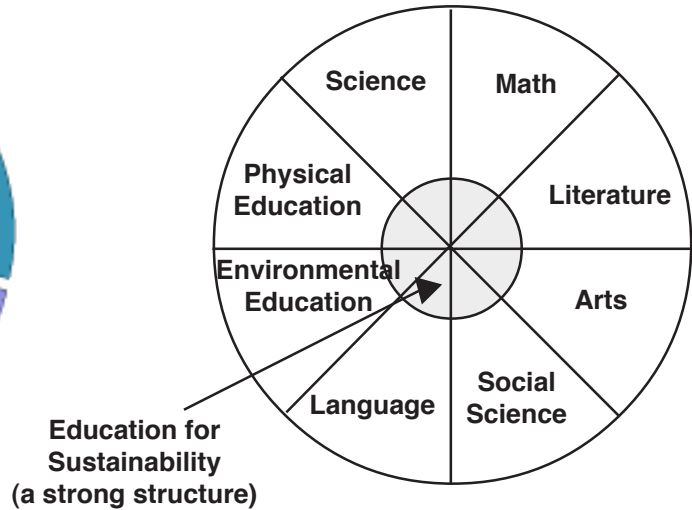 Science
Math
Physical
Education
Literature
Environmental
Education
Arts
Language
Social
Science
Education for
Sustainability
(a strong structure)